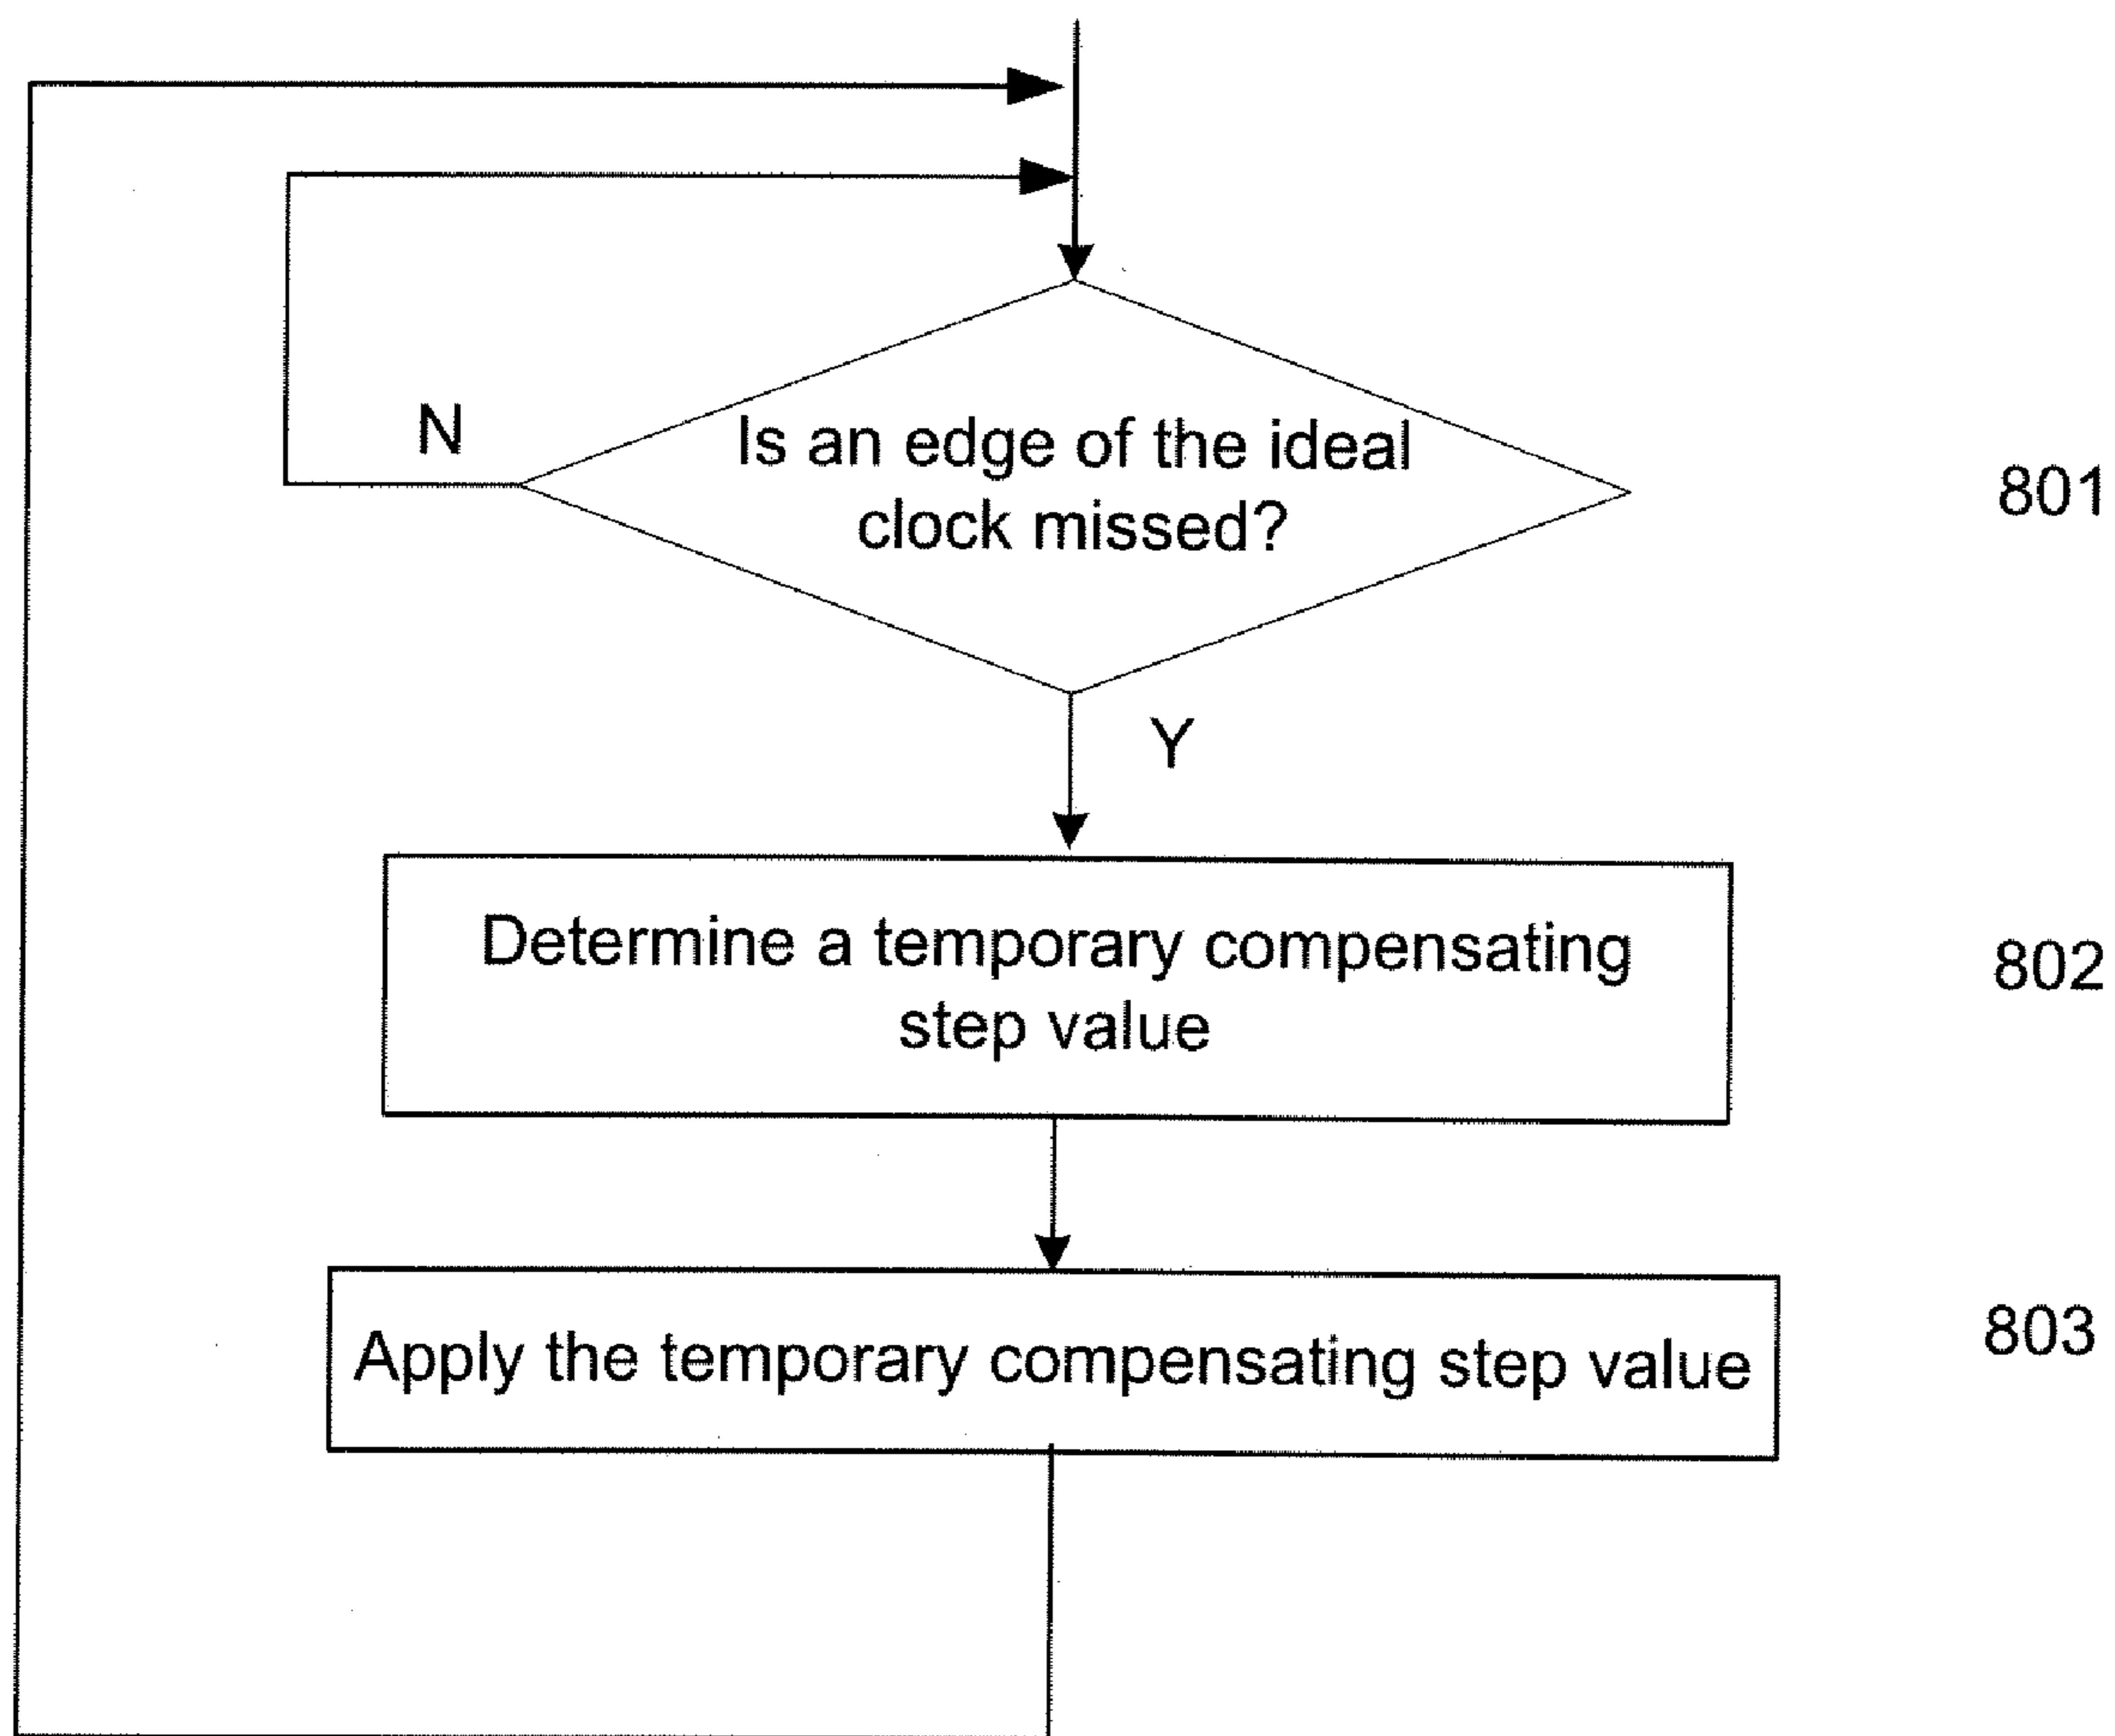 N
Is an edge of the ideal
clock missed?
801
Y
Determine a temporary compensating
step value
802
Apply the temporary compensating step value
803